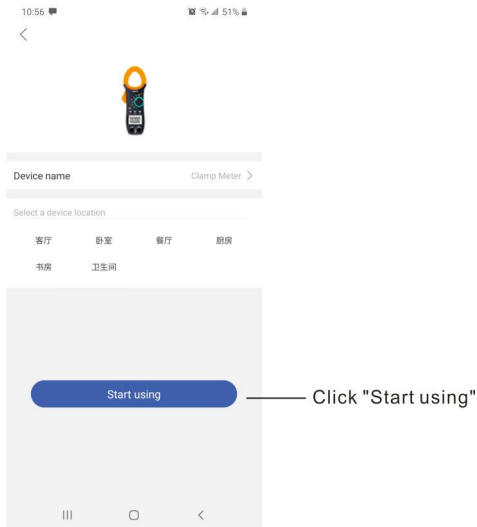 10:56 51%
Device name Clamp Meter
Select a device location
客厅 卧室 餐厅 厨房
书房 卫生间
Start using
Click "Start using"